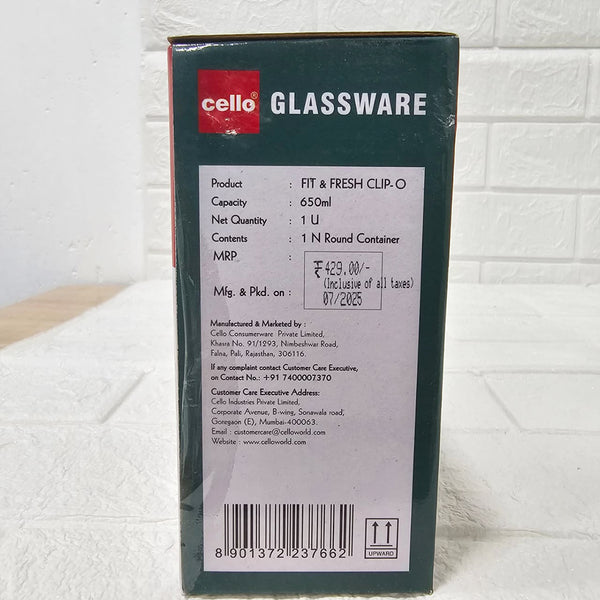 cello® GLASSWARE
Product : FIT & FRESH CLIP-O
Capacity : 650ml
Net Quantity : 1 U
Contents : 1 N Round Container
MRP : ₹429.00/-
(Inclusive of all taxes)
Mfg. & Pkd. on : 07/2025
Manufactured & Marketed by :
Cello Consumerware Private Limited,
Khasra No. 91/1293, Nimbeshwar Road,
Falna, Pali, Rajasthan, 306116.
If any complaint contact Customer Care Executive,
on Contact No.: +91 7400007370
Customer Care Executive Address:
Cello Industries Private Limited,
Corporate Avenue, B-wing, Sonawala road,
Goregaon (E), Mumbai-400063.
Email : customercare@celloworld.com
Website : www.celloworld.com
8 901372 237662
UPWARD